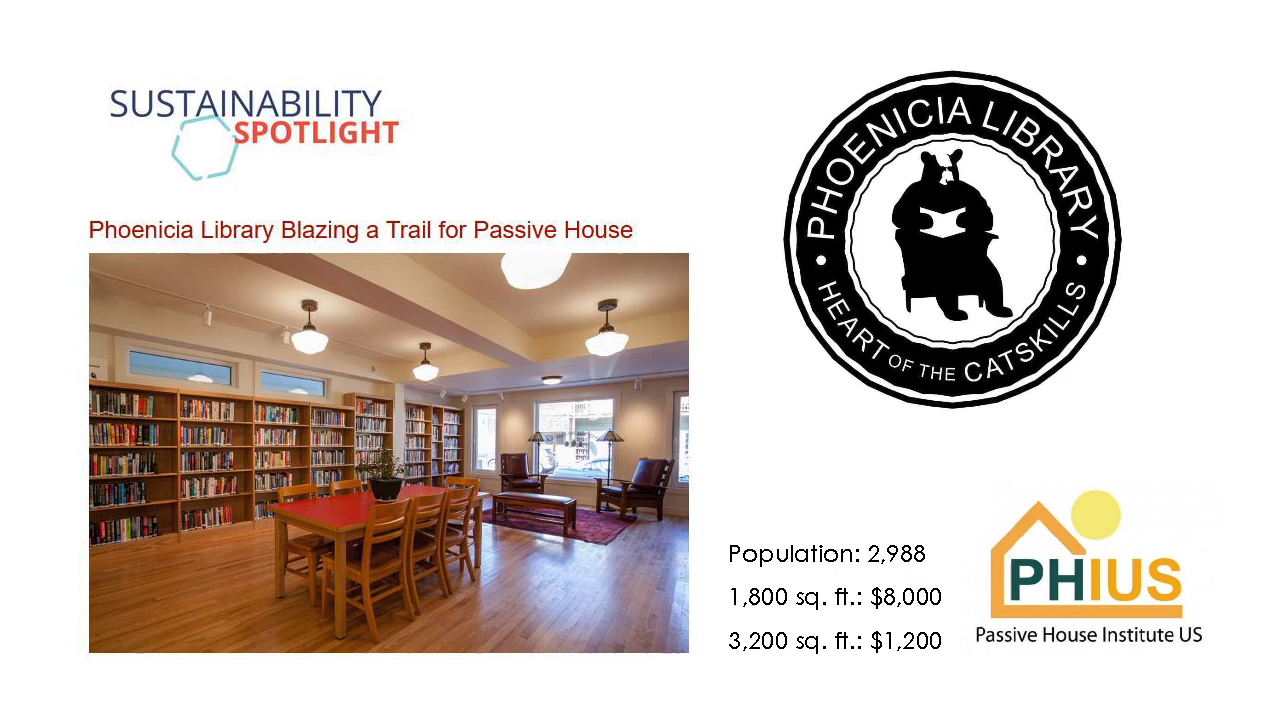 SUSTAINABILITY
SPOTLIGHT
Phoenicia Library Blazing a Trail for Passive House
PHOENICIA LIBRARY
HEART OF THE CATSKILLS
Population: 2,988
1,800 sq. ft.: $8,000
3,200 sq. ft.: $1,200
PHIUS
Passive House Institute US